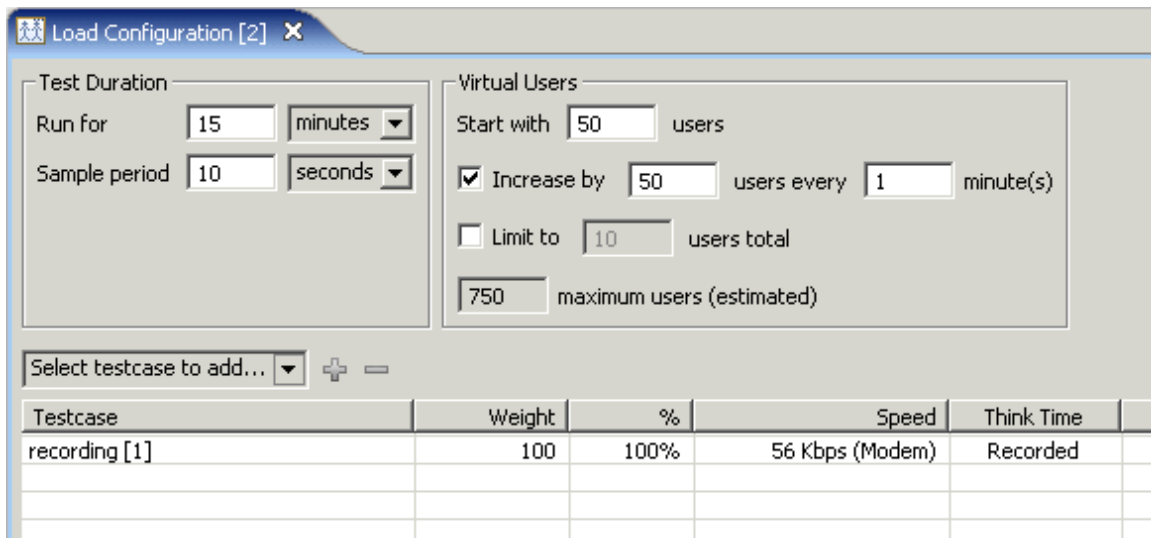 Load Configuration [2]
Test Duration
Run for 15 minutes
Sample period 10 seconds
Virtual Users
Start with 50 users
Increase by 50 users every 1 minute(s)
Limit to 10 users total
750 maximum users (estimated)
Select testcase to add...
Testcase Weight % Speed Think Time
recording [1] 100 100% 56 Kbps (Modem) Recorded